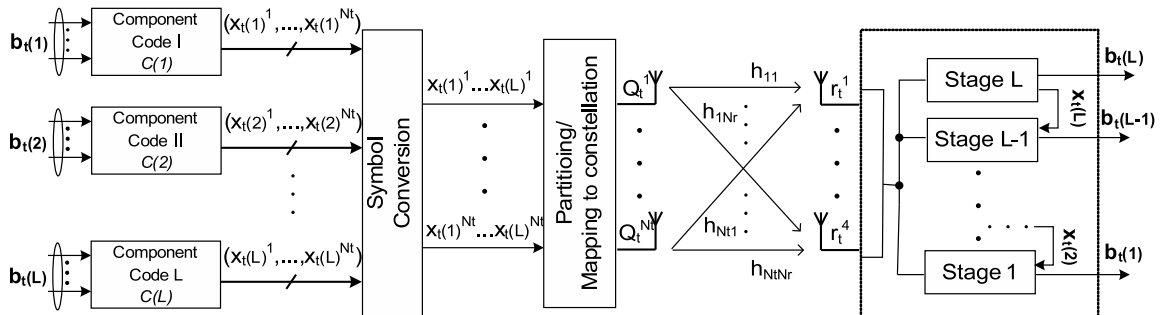 b_t(1)
Component
Code I
C(1)
(x_t(1)^1,...,x_t(1)^Nt)
b_t(2)
Component
Code II
C(2)
(x_t(2)^1,...,x_t(2)^Nt)
b_t(L)
Component
Code L
C(L)
(x_t(L)^1,...,x_t(L)^Nt)
Symbol
Conversion
x_t(1)^1...x_t(L)^1
x_t(1)^Nt...x_t(L)^Nt
Partitioing/
Mapping to constellation
Q_t^1
Q_t^Nt
h_11
h_1Nr
h_Nt1
h_NtNr
r_t^1
r_t^4
Stage L
b_t(L)
x_t(L)
Stage L-1
b_t(L-1)
x_t(2)
Stage 1
b_t(1)